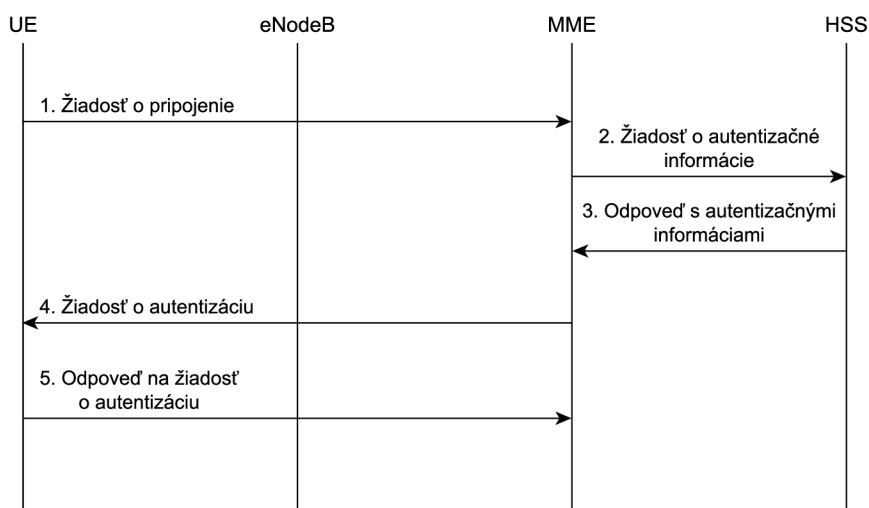 UE
eNodeB
MME
HSS
1. Žiadosť o pripojenie
2. Žiadosť o autentizačné
informácie
3. Odpoveď s autentizačnými
informáciami
4. Žiadosť o autentizáciu
5. Odpoveď na žiadosť
o autentizáciu